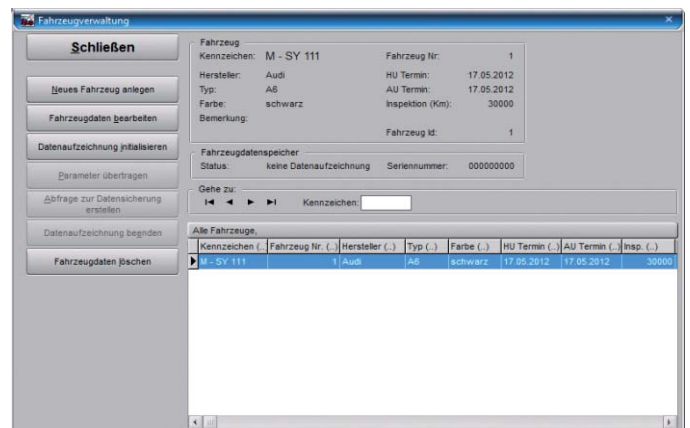 Fahrzeugverwaltung
Schließen
Neues Fahrzeug anlegen
Fahrzeugdaten bearbeiten
Datenaufzeichnung initialisieren
Parameter übertragen
Abfrage zur Datensicherung
erstellen
Datenaufzeichnung beenden
Fahrzeugdaten löschen
Fahrzeug
Kennzeichen: M - SY 111 Fahrzeug Nr: 1
Hersteller: Audi HU Termin: 17.05.2012
Typ: A6 AU Termin: 17.05.2012
Farbe: schwarz Inspektion (Km): 30000
Bemerkung:
Fahrzeug Id: 1
Fahrzeugdatenspeicher
Status: keine Datenaufzeichnung Seriennummer: 000000000
Gehe zu:
Kennzeichen:
Alle Fahrzeuge,
Kennzeichen (.. Fahrzeug Nr. (..) Hersteller (..) Typ (..) Farbe (..) HU Termin (..) AU Termin (..) Insp. (..)
M - SY 111 1 Audi A6 schwarz 17.05.2012 17.05.2012 30000